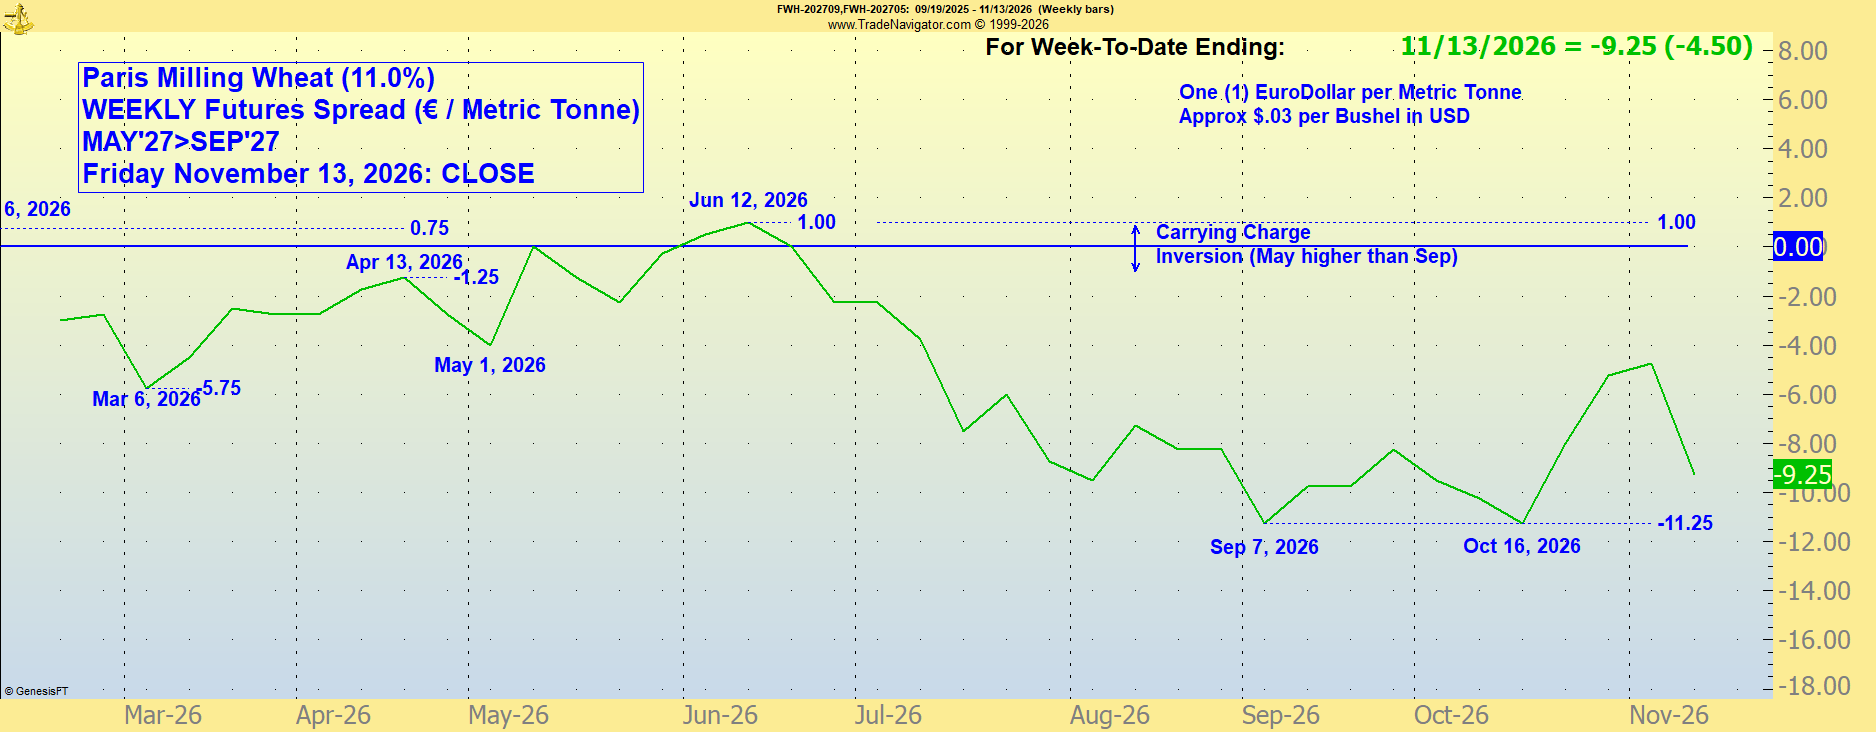 FWH-202709,FWH-202705: 09/19/2025 - 11/13/2026 (Weekly bars)
www.TradeNavigator.com © 1999-2026
For Week-To-Date Ending:
11/13/2026 = -9.25 (-4.50)
Paris Milling Wheat (11.0%)
WEEKLY Futures Spread (€ / Metric Tonne)
MAY'27>SEP'27
Friday November 13, 2026: CLOSE
One (1) EuroDollar per Metric Tonne
Approx $.03 per Bushel in USD
6, 2026
0.75
Jun 12, 2026
1.00
1.00
Carrying Charge
Inversion (May higher than Sep)
Apr 13, 2026
-1.25
May 1, 2026
Mar 6, 2026
-5.75
Sep 7, 2026
Oct 16, 2026
-11.25
8.00
6.00
4.00
2.00
0.00
-2.00
-4.00
-6.00
-8.00
-9.25
-10.00
-12.00
-14.00
-16.00
-18.00
© GenesisFT
Mar-26
Apr-26
May-26
Jun-26
Jul-26
Aug-26
Sep-26
Oct-26
Nov-26